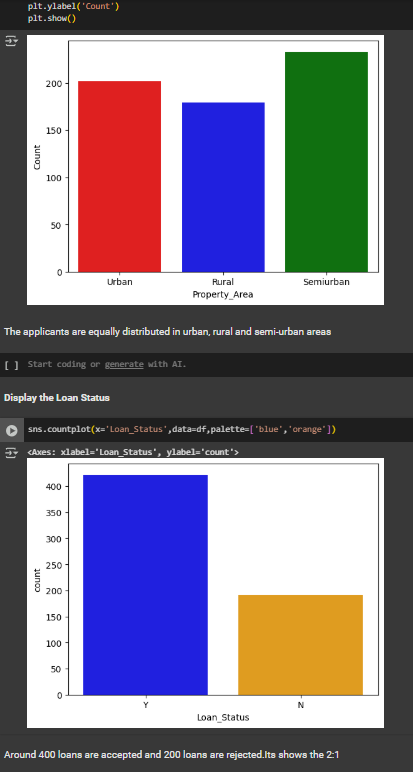 plt.ylabel('Count')
plt.show()
200
150
100
50
0
Count
Urban Rural Semiurban
Property_Area
The applicants are equally distributed in urban, rural and semi-urban areas
[ ] Start coding or generate with AI.
Display the Loan Status
sns.countplot(x='Loan_Status',data=df,palette=['blue','orange'])
<Axes: xlabel='Loan_Status', ylabel='count'>
400
350
300
250
200
150
100
50
0
count
Y N
Loan_Status
Around 400 loans are accepted and 200 loans are rejected.Its shows the 2:1